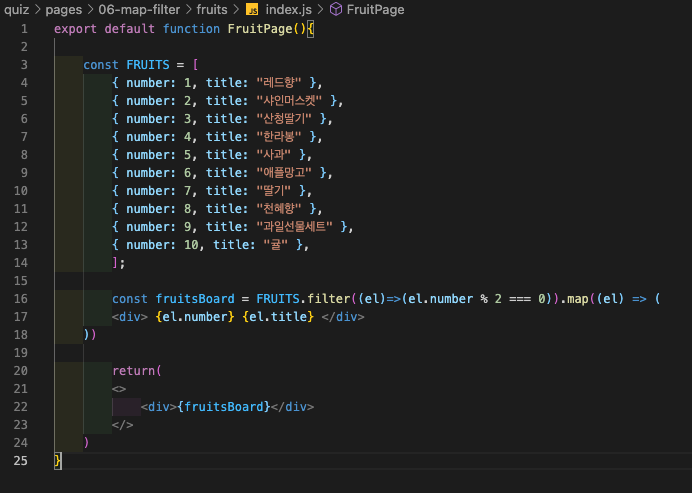 quiz > pages > 06-map-filter > fruits > JS index.js > FruitPage
1 export default function FruitPage(){
2
3 const FRUITS = [
4 { number: 1, title: "레드향" },
5 { number: 2, title: "샤인머스켓" },
6 { number: 3, title: "산청딸기" },
7 { number: 4, title: "한라봉" },
8 { number: 5, title: "사과" },
9 { number: 6, title: "애플망고" },
10 { number: 7, title: "딸기" },
11 { number: 8, title: "천혜향" },
12 { number: 9, title: "과일선물세트" },
13 { number: 10, title: "귤" },
14 ];
15
16 const fruitsBoard = FRUITS.filter((el)=>(el.number % 2 === 0)).map((el) => (
17 <div> {el.number} {el.title} </div>
18 ))
19
20 return(
21 <>
22 <div>{fruitsBoard}</div>
23 </>
24 )
25 }